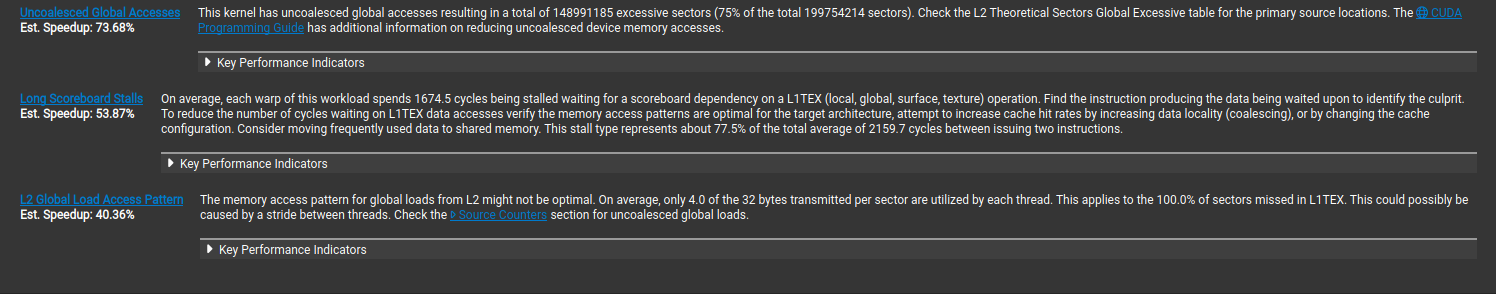 Uncoalesced Global Accesses This kernel has uncoalesced global accesses resulting in a total of 148991185 excessive sectors (75% of the total 199754214 sectors). Check the L2 Theoretical Sectors Global Excessive table for the primary source locations. The CUDA
Est. Speedup: 73.68% Programming Guide has additional information on reducing uncoalesced device memory accesses.
Key Performance Indicators
Long Scoreboard Stalls On average, each warp of this workload spends 1674.5 cycles being stalled waiting for a scoreboard dependency on a L1TEX (local, global, surface, texture) operation. Find the instruction producing the data being waited upon to identify the culprit.
Est. Speedup: 53.87% To reduce the number of cycles waiting on L1TEX data accesses verify the memory access patterns are optimal for the target architecture, attempt to increase cache hit rates by increasing data locality (coalescing), or by changing the cache
configuration. Consider moving frequently used data to shared memory. This stall type represents about 77.5% of the total average of 2159.7 cycles between issuing two instructions.
Key Performance Indicators
L2 Global Load Access Pattern The memory access pattern for global loads from L2 might not be optimal. On average, only 4.0 of the 32 bytes transmitted per sector are utilized by each thread. This applies to the 100.0% of sectors missed in L1TEX. This could possibly be
Est. Speedup: 40.36% caused by a stride between threads. Check the Source Counters section for uncoalesced global loads.
Key Performance Indicators